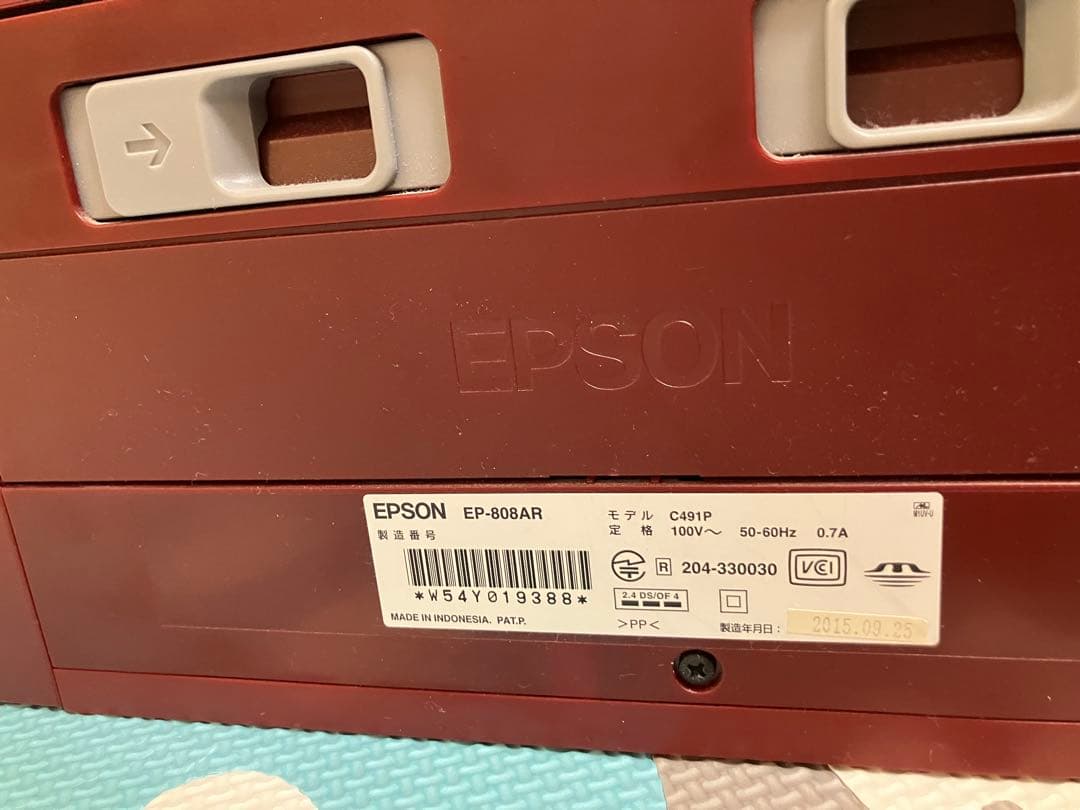 EPSON
EPSON EP-808AR
製造番号
*W54Y019388*
MADE IN INDONESIA. PAT.P.
モデル C491P
定 格 100V～ 50-60Hz 0.7A
R 204-330030 VCI
2.4 DS/OF 4
>PP<
製造年月日： 2015.09.25